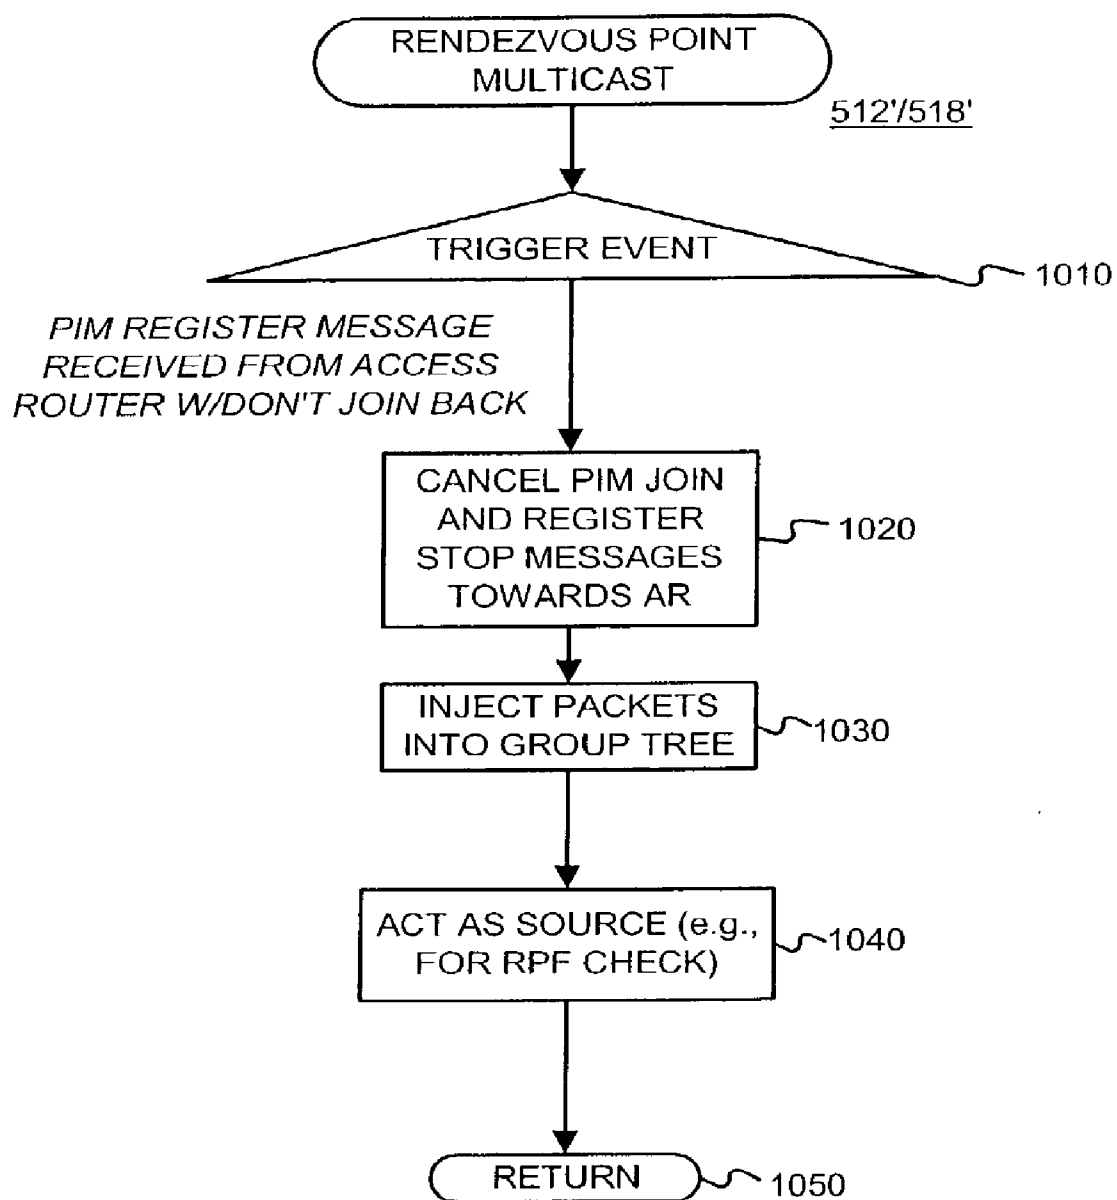 RENDEZVOUS POINT
MULTICAST
512'/518'
TRIGGER EVENT
1010
PIM REGISTER MESSAGE
RECEIVED FROM ACCESS
ROUTER W/DON'T JOIN BACK
CANCEL PIM JOIN
AND REGISTER
STOP MESSAGES
TOWARDS AR
1020
INJECT PACKETS
INTO GROUP TREE
1030
ACT AS SOURCE (e.g.,
FOR RPF CHECK)
1040
RETURN
1050